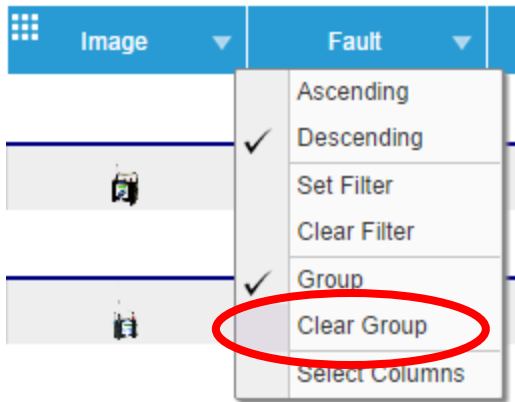 Image
Fault
Ascending
Descending
Set Filter
Clear Filter
Group
Clear Group
Select Columns